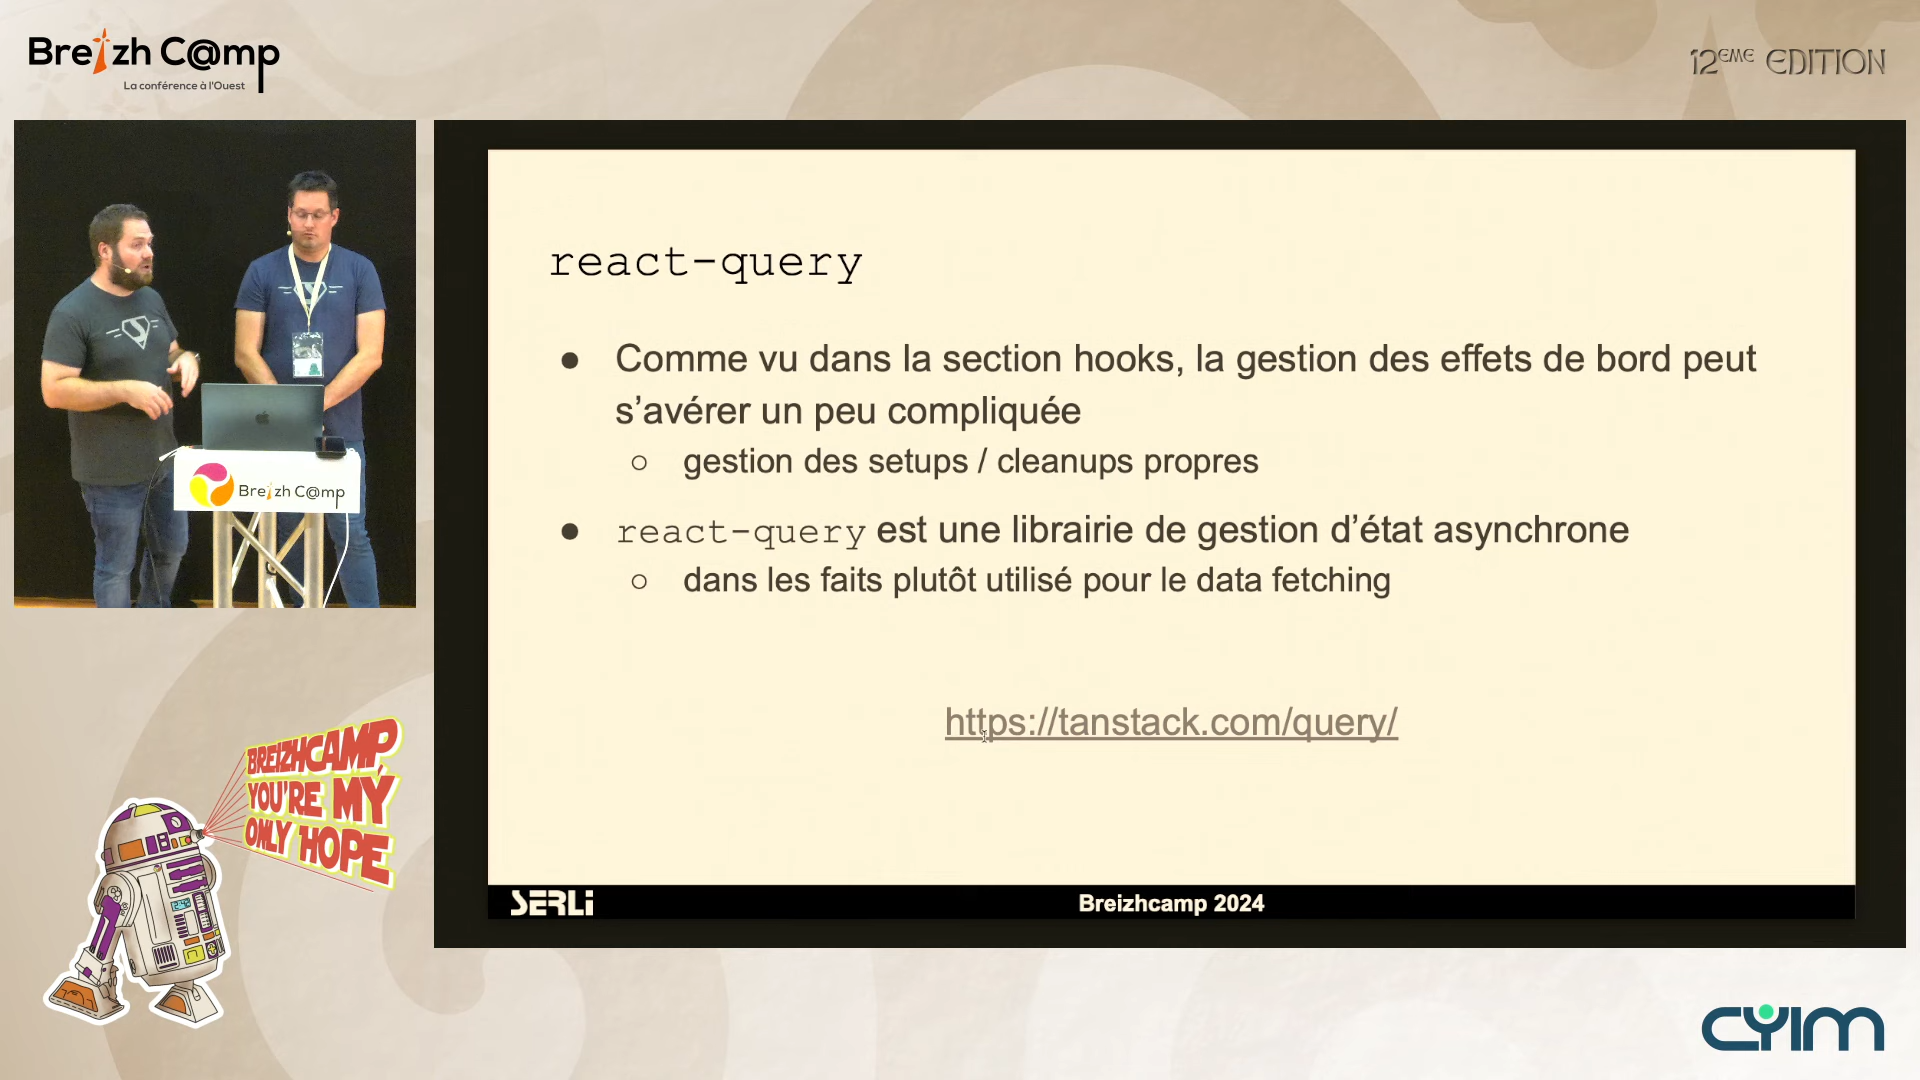 Breizh C@mp
La conférence à l'Ouest
12EME EDITION
react-query
● Comme vu dans la section hooks, la gestion des effets de bord peut
s’avérer un peu compliquée
○ gestion des setups / cleanups propres
● react-query est une librairie de gestion d’état asynchrone
○ dans les faits plutôt utilisé pour le data fetching
https://tanstack.com/query/
SERLi
Breizhcamp 2024
Breizh C@mp
BREIZHCAMP,
YOU'RE MY
ONLY HOPE
CYIM